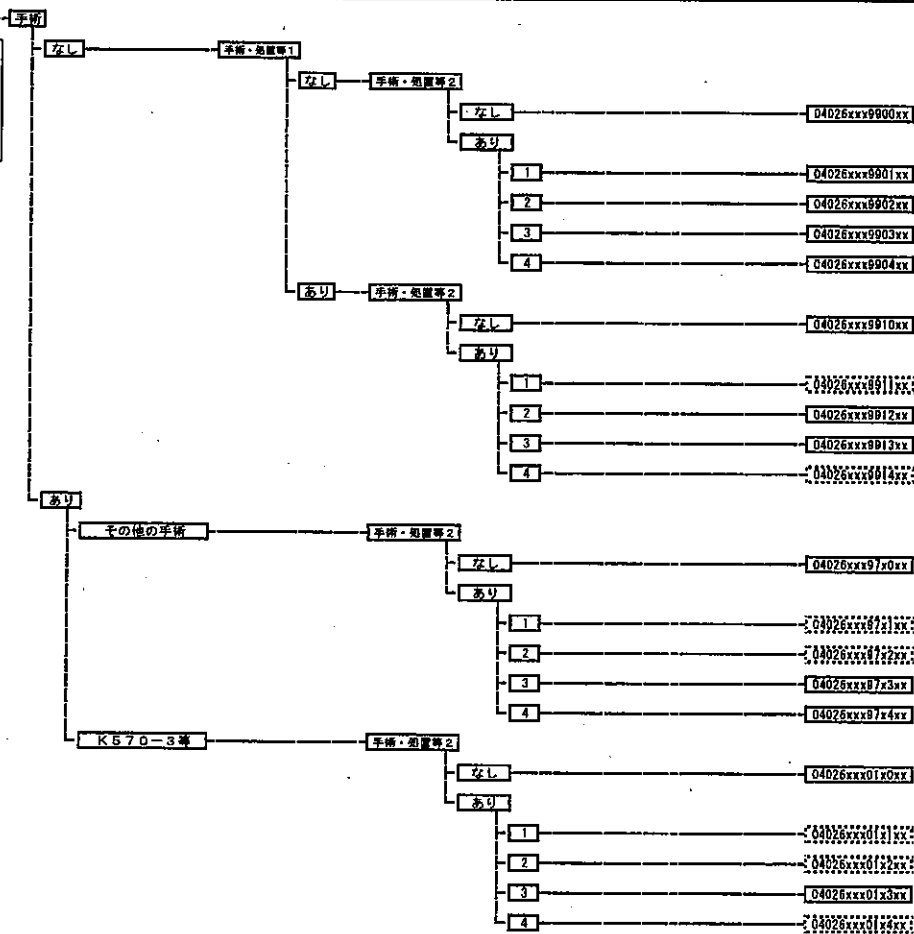 手術
なし
手術・処置等1
なし
手術・処置等2
なし
04026xxx9900xx
あり
1
04026xxx9901xx
2
04026xxx9902xx
3
04026xxx9903xx
4
04026xxx9904xx
あり
手術・処置等2
なし
04026xxx9910xx
あり
1
04026xxx9911xx
2
04026xxx9912xx
3
04026xxx9913xx
4
04026xxx9914xx
あり
その他の手術
手術・処置等2
なし
04026xxx97x0xx
あり
1
04026xxx97x1xx
2
04026xxx97x2xx
3
04026xxx97x3xx
4
04026xxx97x4xx
K570-3等
手術・処置等2
なし
04026xxx01x0xx
あり
1
04026xxx01x1xx
2
04026xxx01x2xx
3
04026xxx01x3xx
4
04026xxx01x4xx